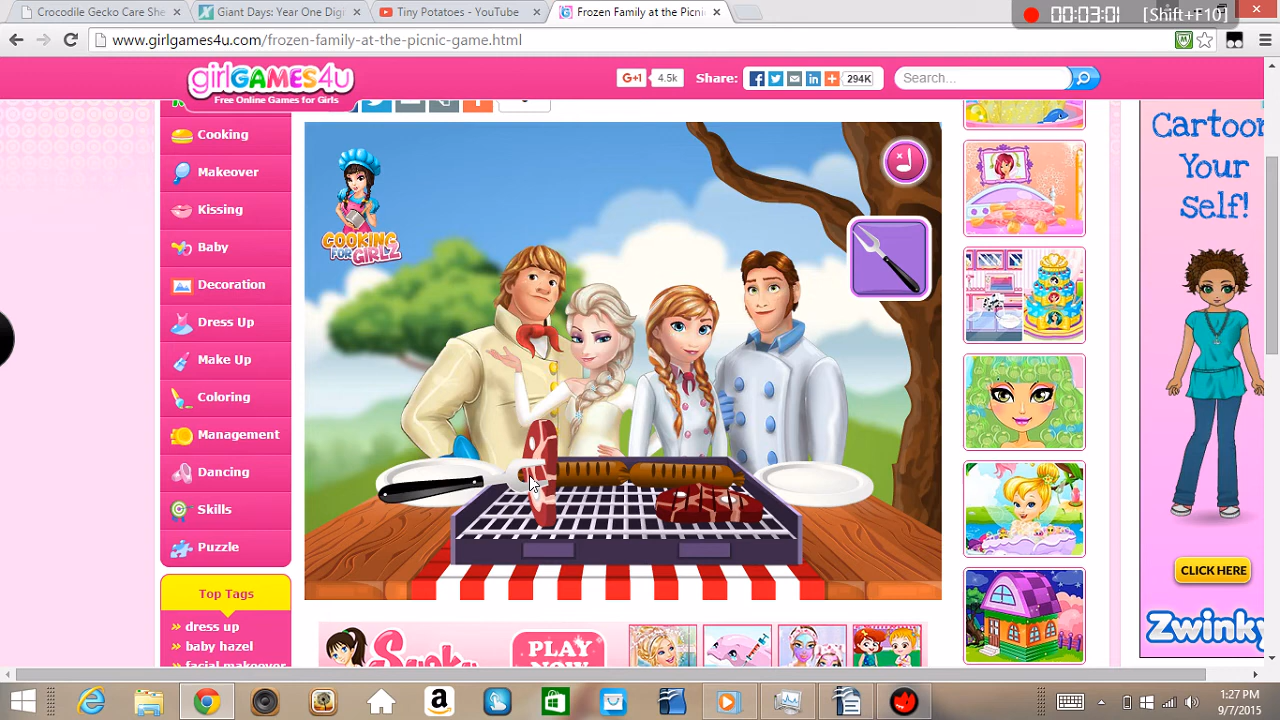 Crocodile Gecko Care She
Giant Days: Year One Digi
Tiny Potatoes - YouTube
Frozen Family at the Picni
00:03:01 [Shift+F10]
www.girlgames4u.com/frozen-family-at-the-picnic-game.html
girlGAMES4U
Free Online Games for Girls
G+1 4.5k
Share:
294K
Search...
Cooking
Makeover
Kissing
Baby
Decoration
Dress Up
Make Up
Coloring
Management
Dancing
Skills
Puzzle
Top Tags
» dress up
» baby hazel
» facial makeover
COOKING
FOR GIRLZ
PLAY
NOW
Cartoon
Your
Self!
CLICK HERE
Zwinky
1:27 PM
9/7/2015